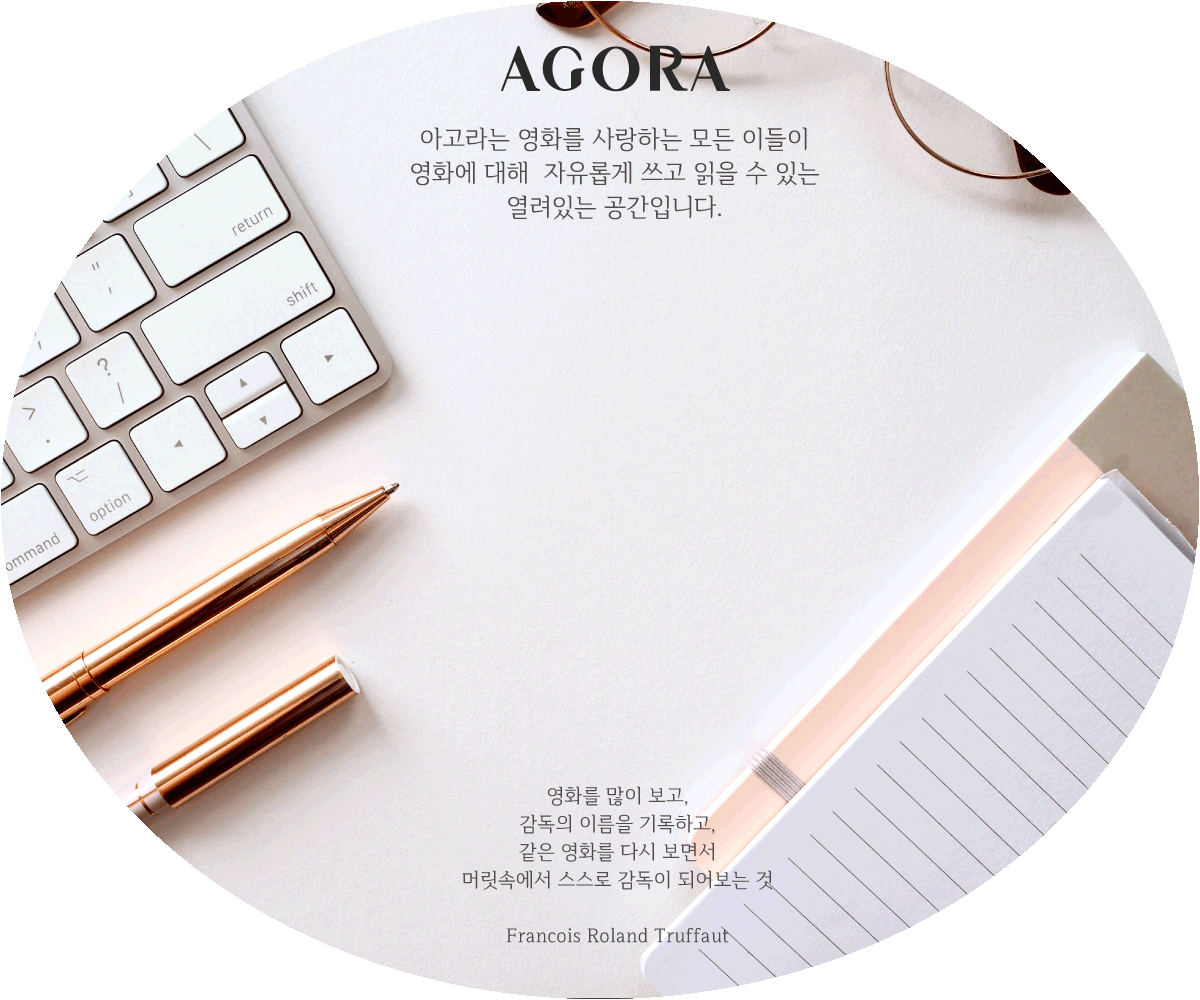 AGORA
아고라는 영화를 사랑하는 모든 이들이
영화에 대해 자유롭게 쓰고 읽을 수 있는
열려있는 공간입니다.
\
return
shift
" '
?
/
>
.
option
ommand
영화를 많이 보고,
감독의 이름을 기록하고,
같은 영화를 다시 보면서
머릿속에서 스스로 감독이 되어보는 것
Francois Roland Truffaut